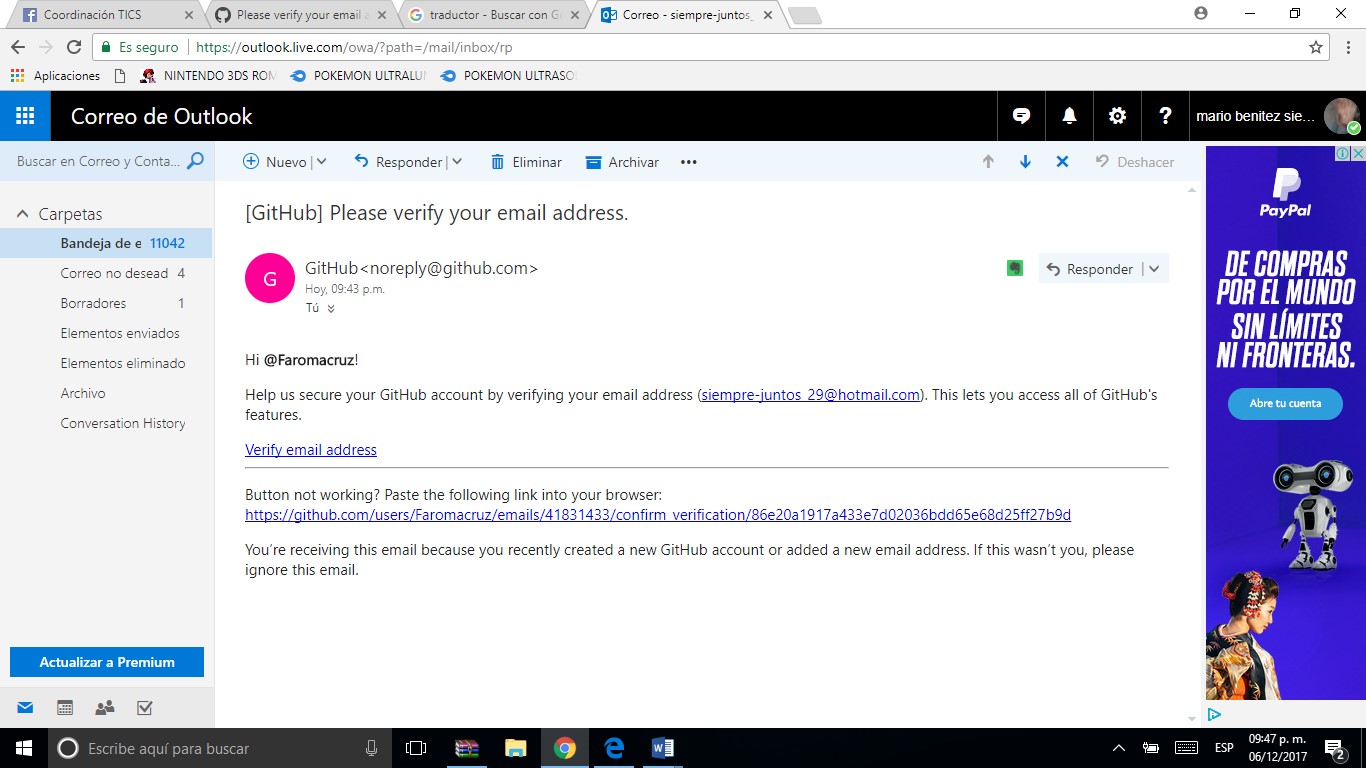 Coordinación TICS
Please verify your email a
traductor - Buscar con G
Correo - siempre-juntos_
Es seguro
https://outlook.live.com/owa/?path=/mail/inbox/rp
Aplicaciones
NINTENDO 3DS ROM
POKEMON ULTRALU
POKEMON ULTRASO
Correo de Outlook
?
mario benitez sie...
Buscar en Correo y Conta...
Nuevo
Responder
Eliminar
Archivar
Deshacer
Carpetas
Bandeja de e 11042
Correo no desead 4
Borradores 1
Elementos enviados
Elementos eliminado
Archivo
Conversation History
Actualizar a Premium
[GitHub] Please verify your email address.
G
GitHub<noreply@github.com>
Hoy, 09:43 p.m.
Tú
Responder
Hi @Faromacruz!
Help us secure your GitHub account by verifying your email address (siempre-juntos_29@hotmail.com). This lets you access all of GitHub's
features.
Verify email address
Button not working? Paste the following link into your browser:
https://github.com/users/Faromacruz/emails/41831433/confirm_verification/86e20a1917a433e7d02036bdd65e68d25ff27b9d
You're receiving this email because you recently created a new GitHub account or added a new email address. If this wasn't you, please
ignore this email.
PayPal
DE COMPRAS
POR EL MUNDO
SIN LÍMITES
NI FRONTERAS.
Abre tu cuenta
Escribe aquí para buscar
ESP
09:47 p. m.
06/12/2017
2